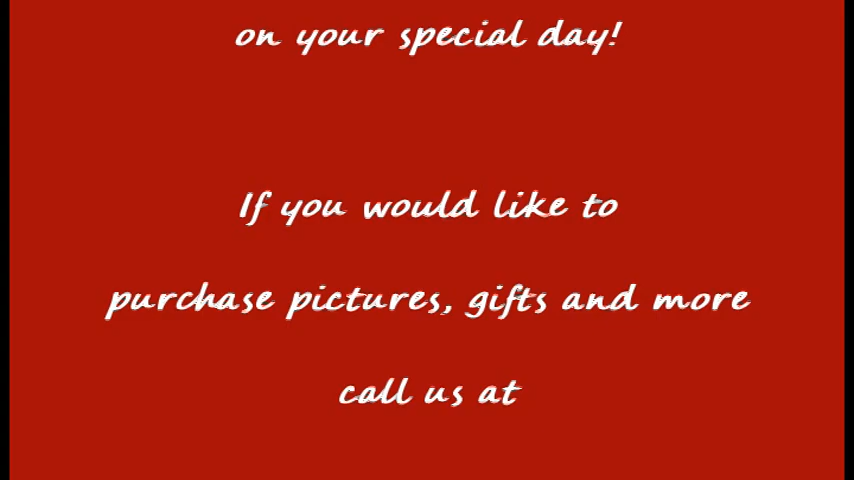 on your special day!
If you would like to
purchase pictures, gifts and more
call us at